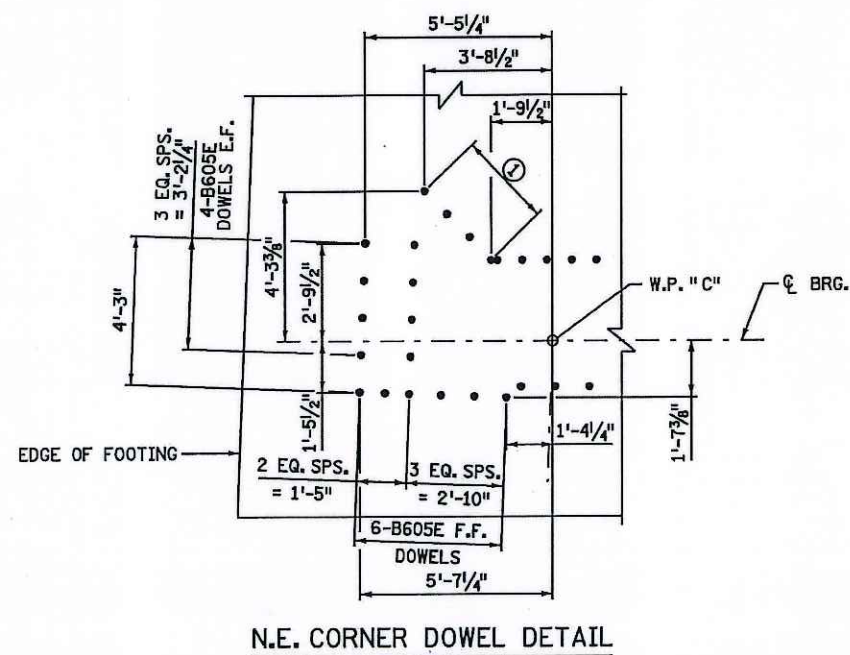 5'-5 1/4"
3'-8 1/2"
1'-9 1/2"
3 EQ. SPS.
= 3'-2 1/4"
4-B605E
DOWELS E.F.
1
4'-3"
4'-3 3/8"
2'-9 1/2"
1'-5 1/2"
W.P. "C"
℄ BRG.
1'-7 3/8"
1'-4 1/4"
EDGE OF FOOTING
2 EQ. SPS.
= 1'-5"
3 EQ. SPS.
= 2'-10"
6-B605E F.F.
DOWELS
5'-7 1/4"
N.E. CORNER DOWEL DETAIL